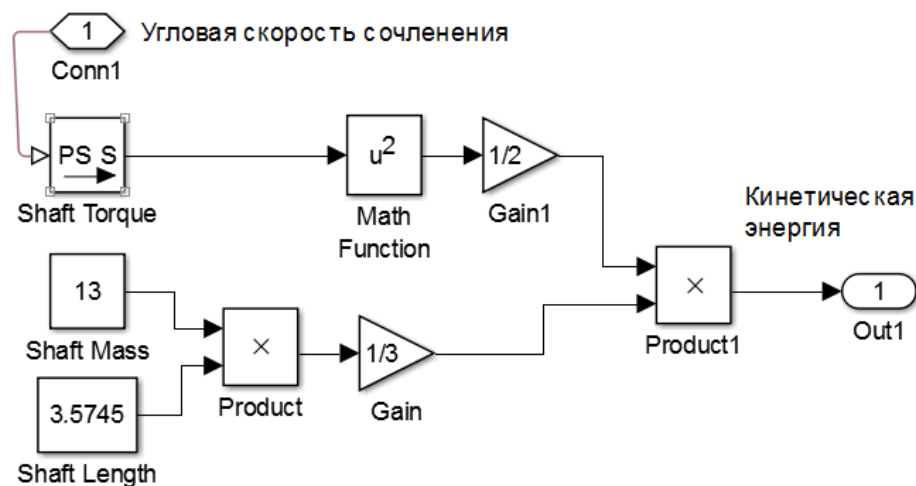 1
Угловая скорость сочленения
Conn1
PS S
Shaft Torque
u²
Math
Function
1/2
Gain1
Кинетическая
энергия
13
Shaft Mass
×
Product
1/3
Gain
×
Product1
1
Out1
3.5745
Shaft Length